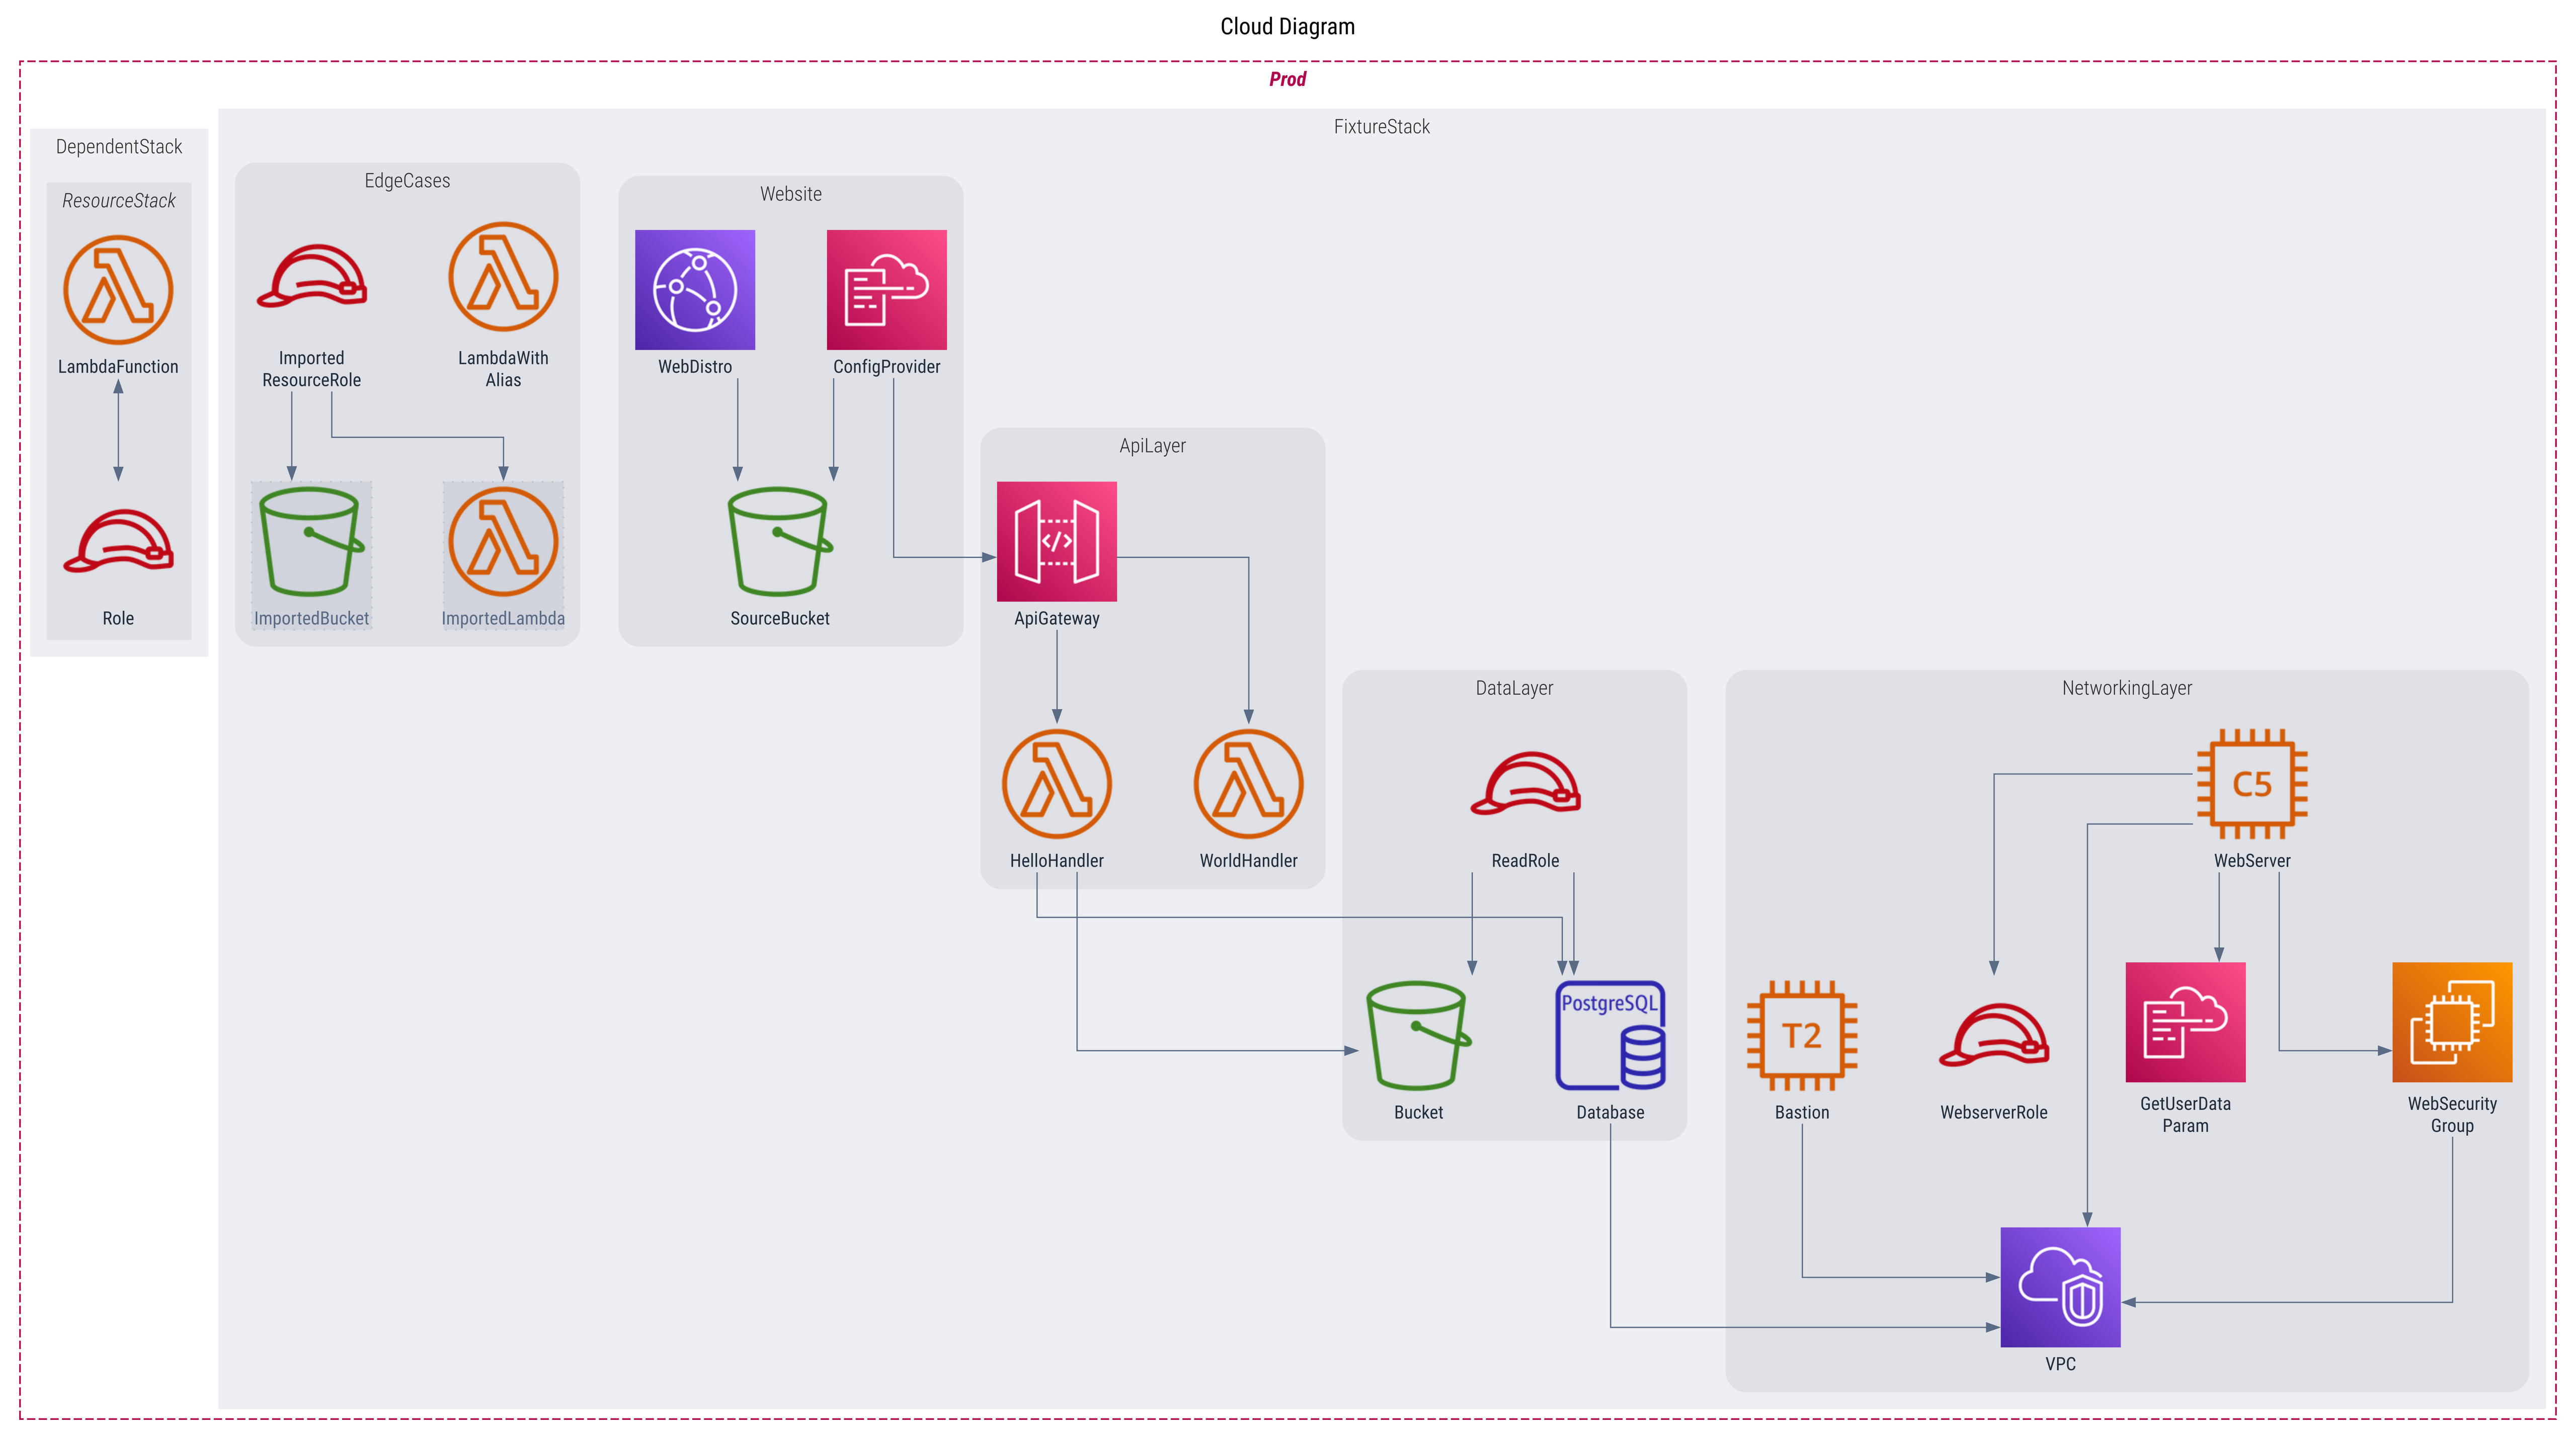 Cloud Diagram
Prod
DependentStack
ResourceStack
LambdaFunction
Role
FixtureStack
EdgeCases
Imported
ResourceRole
LambdaWith
Alias
ImportedBucket
ImportedLambda
Website
WebDistro
ConfigProvider
SourceBucket
ApiLayer
</>
ApiGateway
HelloHandler
WorldHandler
DataLayer
ReadRole
Bucket
PostgreSQL
Database
NetworkingLayer
C5
WebServer
T2
Bastion
WebserverRole
GetUserData
Param
WebSecurity
Group
VPC